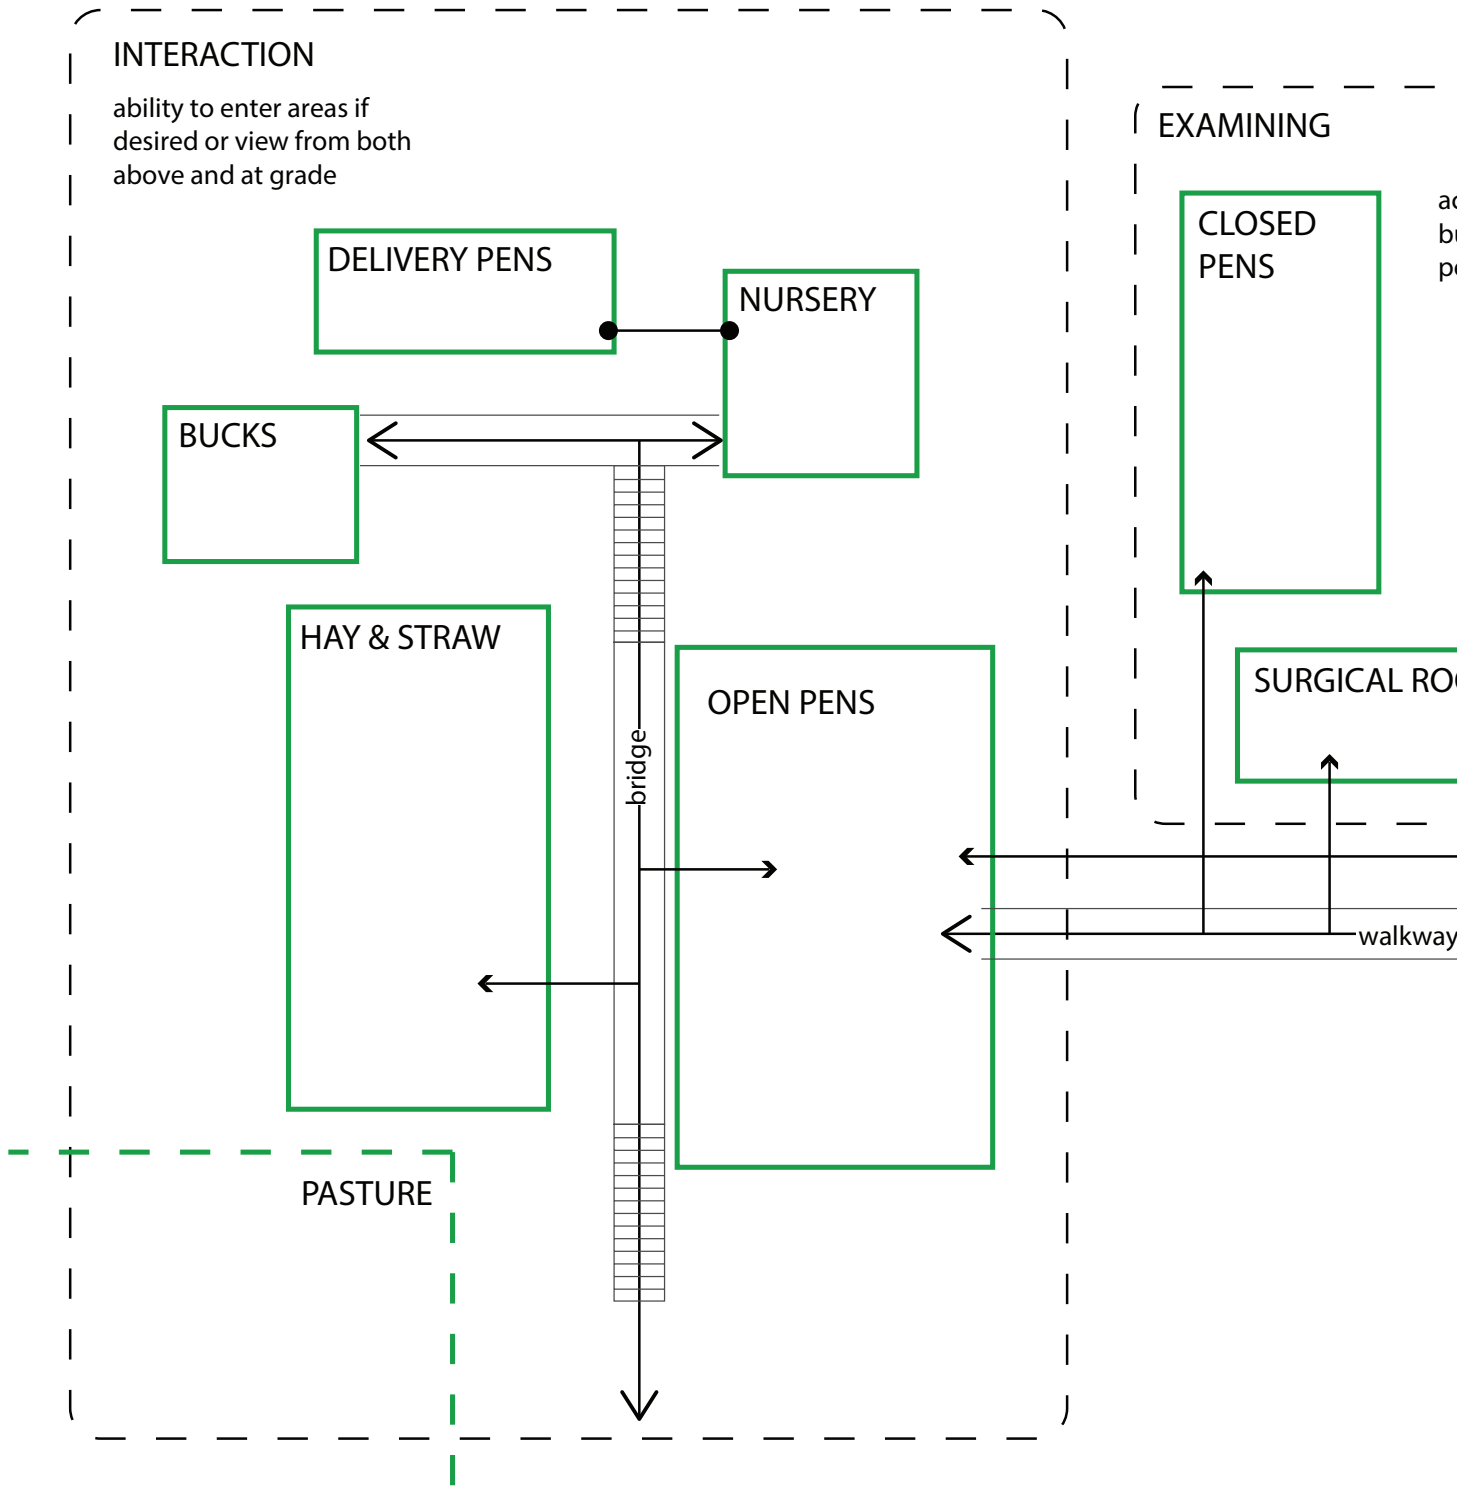 INTERACTION
ability to enter areas if
desired or view from both
above and at grade
DELIVERY PENS
NURSERY
BUCKS
HAY & STRAW
OPEN PENS
bridge
PASTURE
EXAMINING
CLOSED
PENS
SURGICAL
walkway